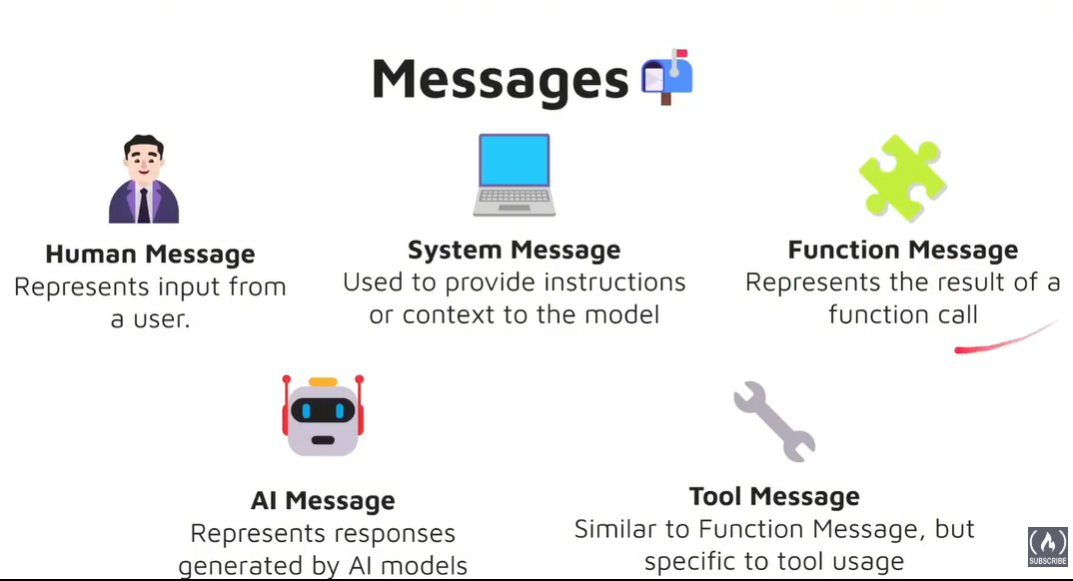 Messages
Human Message
Represents input from
a user.
System Message
Used to provide instructions
or context to the model
Function Message
Represents the result of a
function call
AI Message
Represents responses
generated by AI models
Tool Message
Similar to Function Message, but
specific to tool usage
SUBSCRIBE